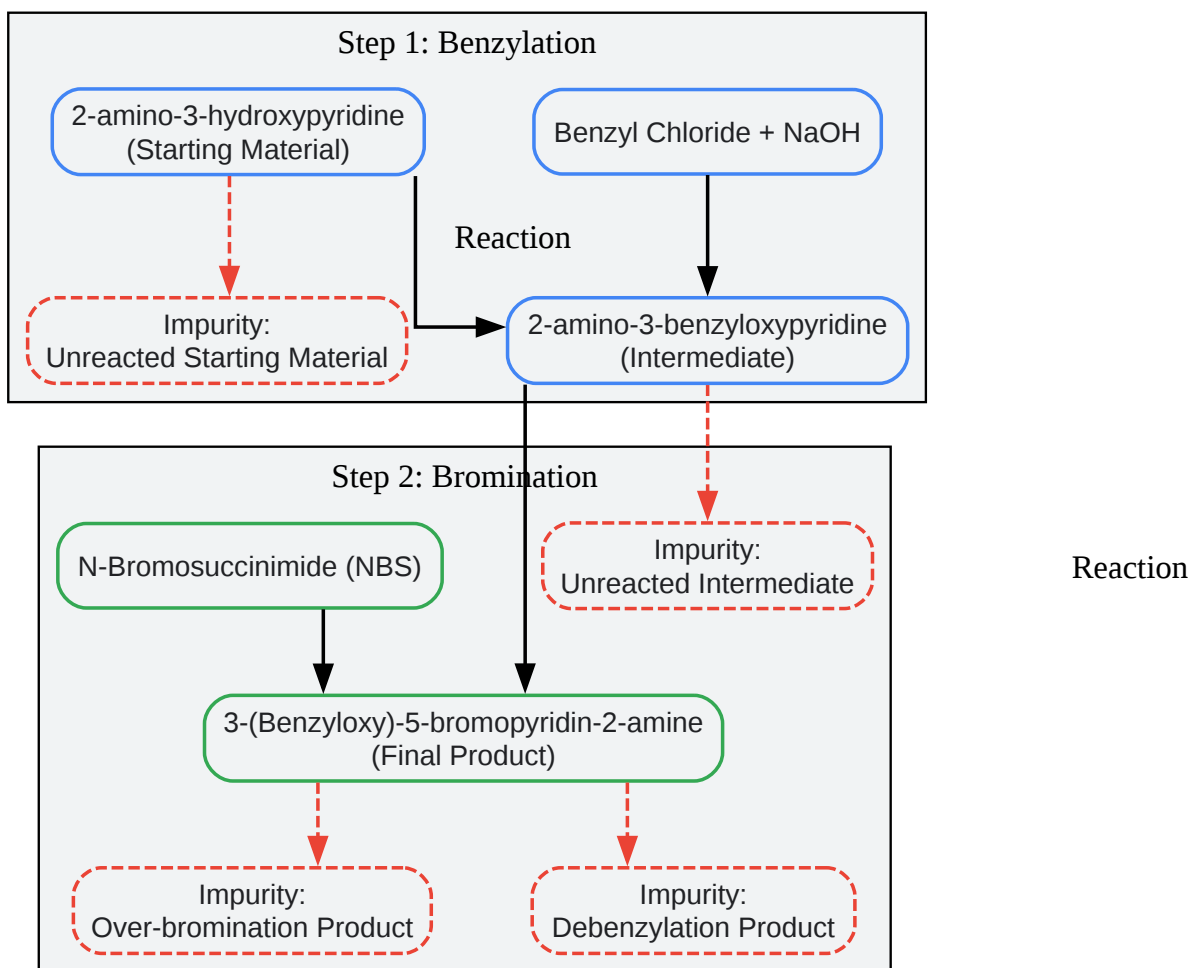 Step 1: Benzylation
2-amino-3-hydroxypyridine
(Starting Material)
Benzyl Chloride + NaOH
Reaction
Impurity:
Unreacted Starting Material
2-amino-3-benzyloxypyridine
(Intermediate)
Step 2: Bromination
N-Bromosuccinimide (NBS)
Impurity:
Unreacted Intermediate
Reaction
3-(Benzyloxy)-5-bromopyridin-2-amine
(Final Product)
Impurity:
Over-bromination Product
Impurity:
Debenzylation Product